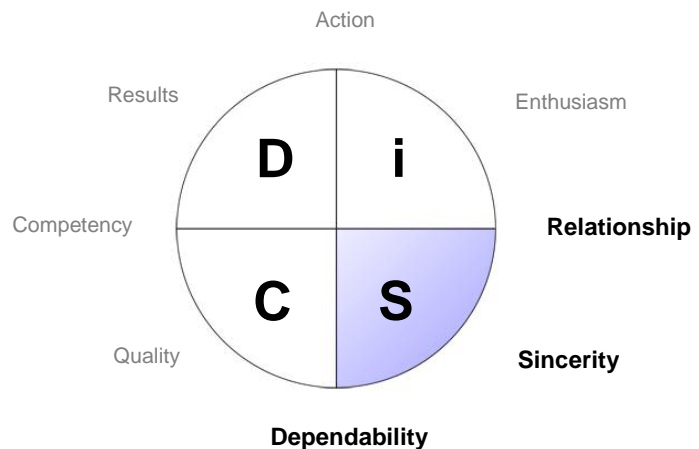 Action
Results
Enthusiasm
D
i
Competency
Relationship
C
S
Quality
Sincerity
Dependability